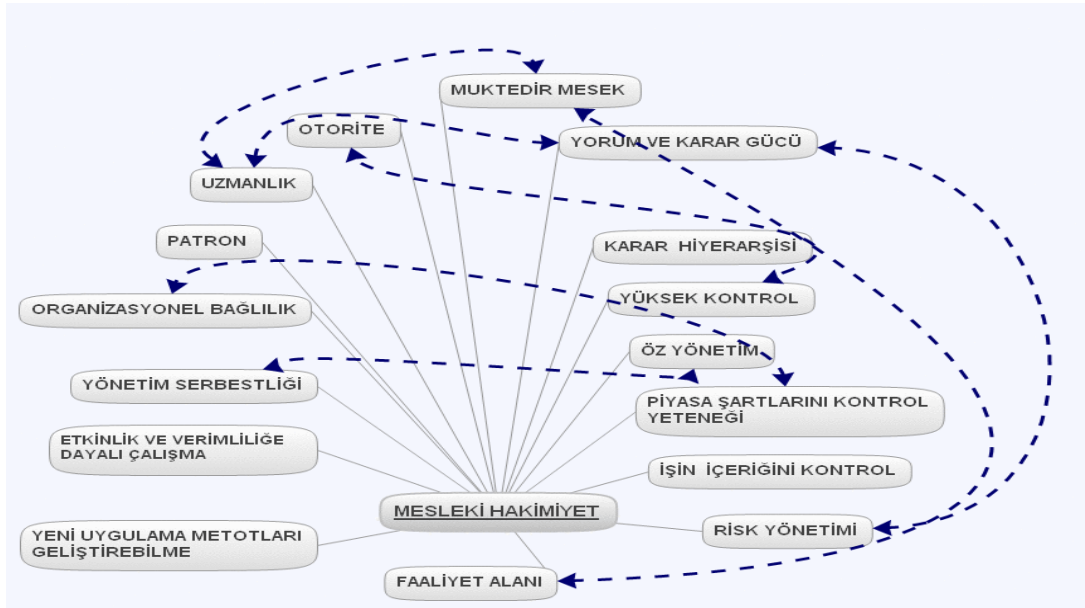 MUKTEDİR MESEK
OTORİTE
YORUM VE KARAR GÜCÜ
UZMANLIK
PATRON
KARAR HİYERARŞİSİ
ORGANİZASYONEL BAĞLILIK
YÜKSEK KONTROL
ÖZ YÖNETİM
YÖNETİM SERBESTLİĞİ
PİYASA ŞARTLARINI KONTROL
YETENEĞİ
ETKİNLİK VE VERİMLİLİĞE
DAYALI ÇALIŞMA
İŞİN İÇERİĞİNİ KONTROL
MESLEKİ HAKİMİYET
RİSK YÖNETİMİ
YENİ UYGULAMA METOTLARI
GELİŞTİREBİLME
FAALİYET ALANI